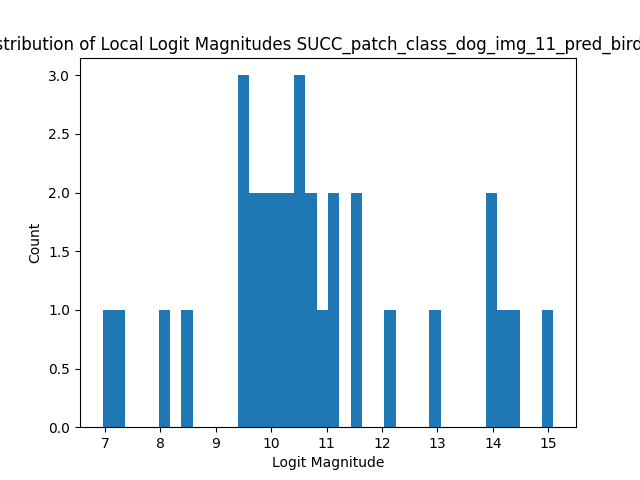 stribution of Local Logit Magnitudes SUCC_patch_class_dog_img_11_pred_bird
3.0
2.5
2.0
1.5
1.0
0.5
0.0
Count
7 8 9 10 11 12 13 14 15
Logit Magnitude